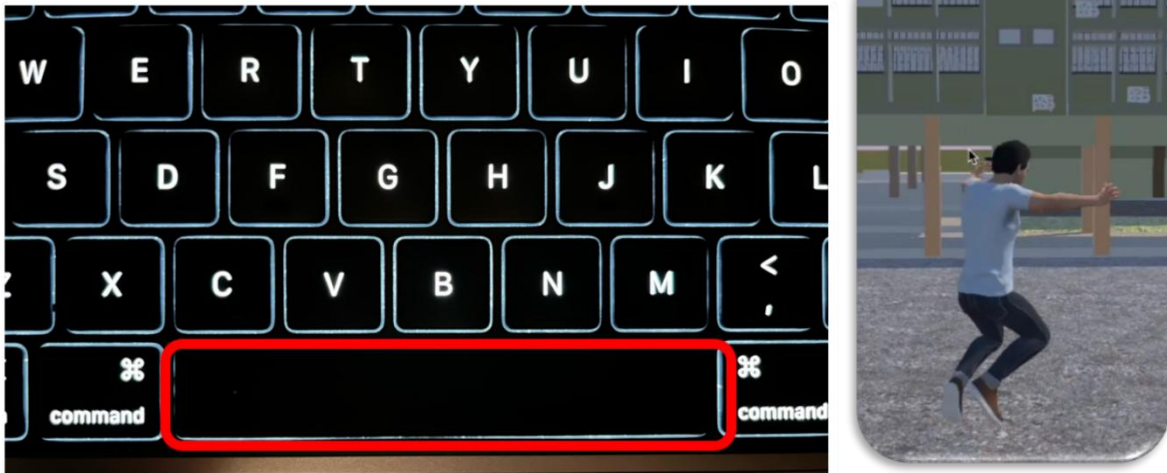 W E R T Y U I O
S D F G H J K L
X C V B N M <
,
⌘ ⌘
command command